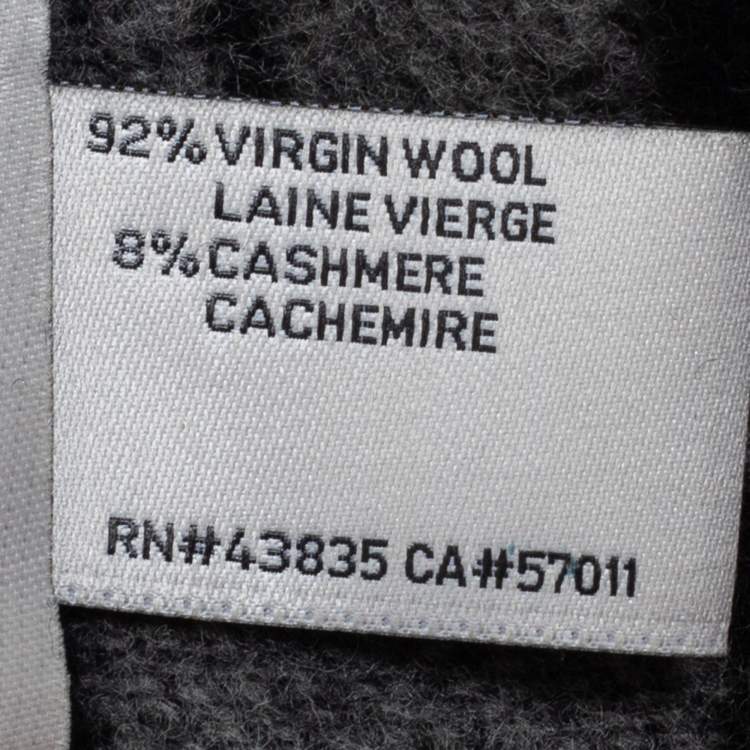 92% VIRGIN WOOL
LAINE VIERGE
8% CASHMERE
CACHEMIRE
RN#43835 CA#57011